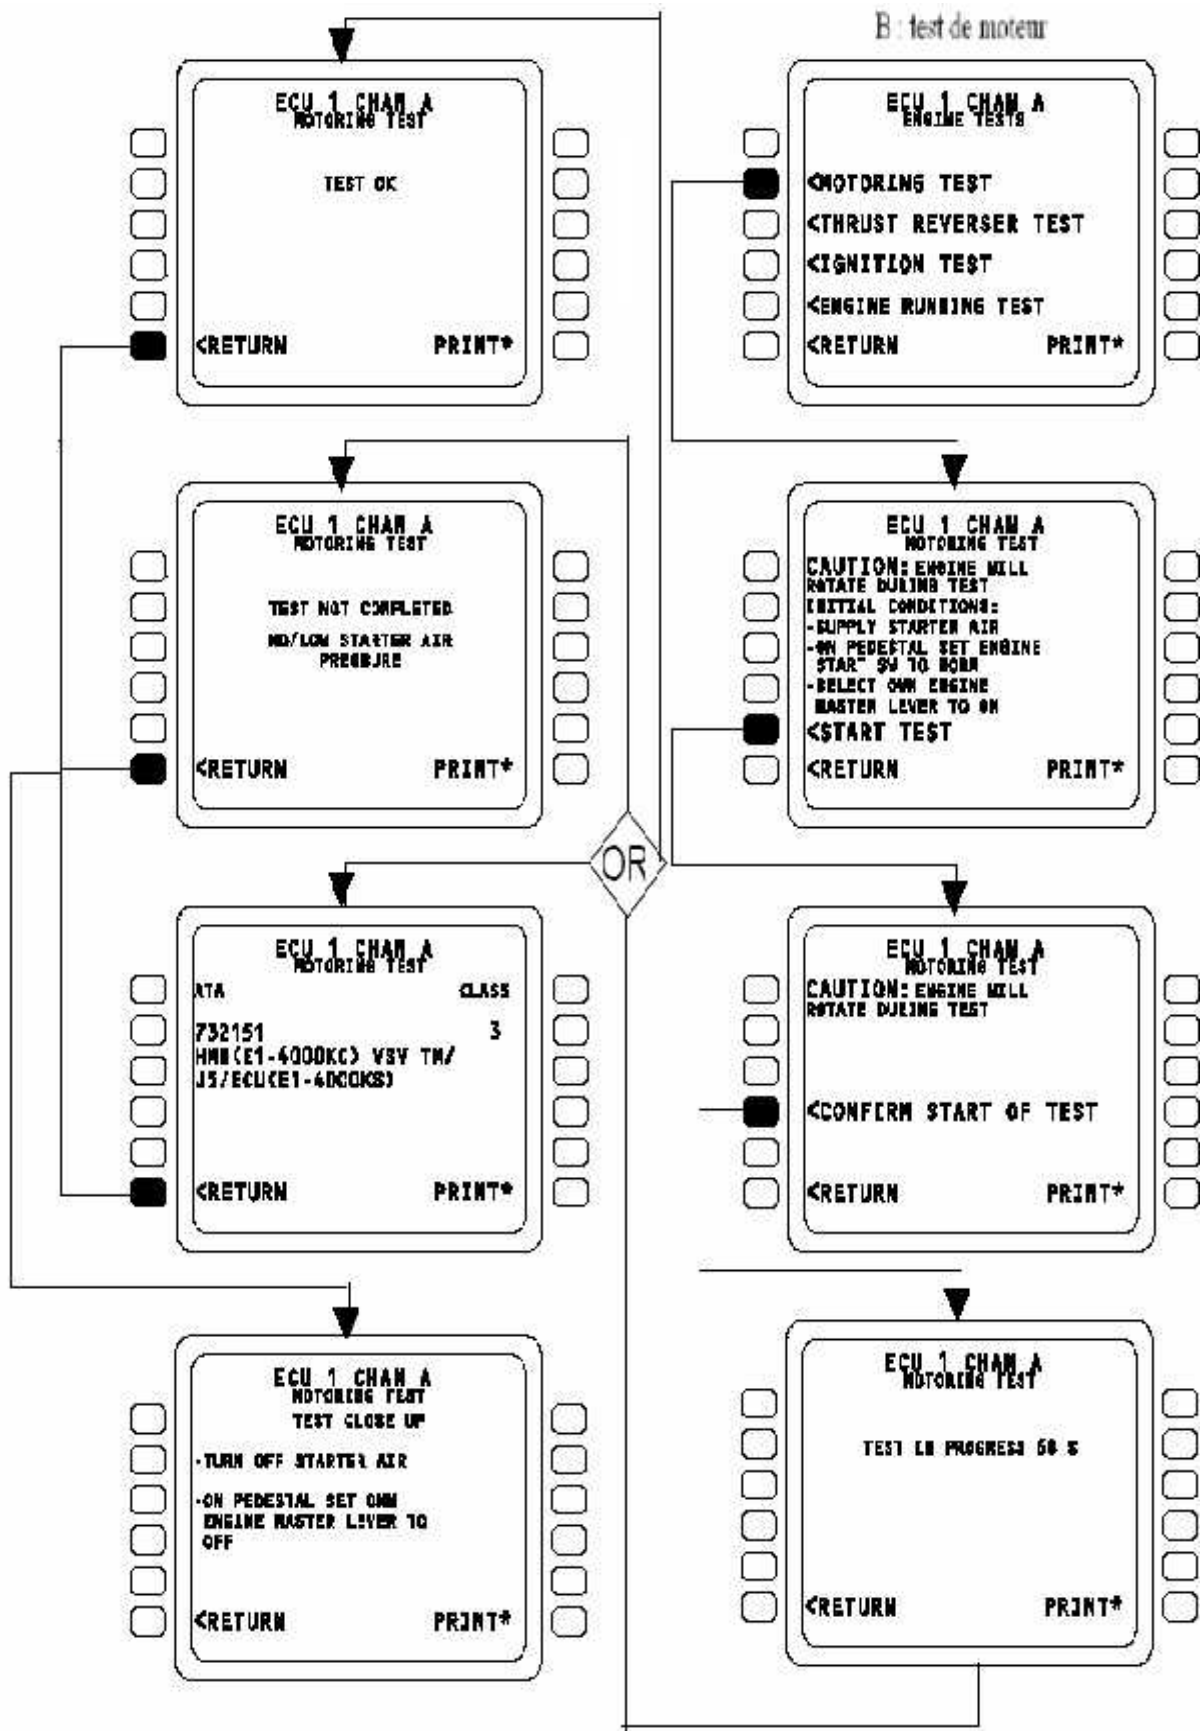 B : test de moteur
ECU 1 CHAN A
MOTORING TEST
TEST OK
<RETURN PRINT*
ECU 1 CHAN A
ENGINE TESTS
<MOTORING TEST
<THRUST REVERSER TEST
<IGNITION TEST
<ENGINE RUNNING TEST
<RETURN PRINT*
ECU 1 CHAN A
MOTORING TEST
TEST NOT COMPLETED
NO/LOW STARTER AIR
PRESSURE
<RETURN PRINT*
ECU 1 CHAN A
MOTORING TEST
CAUTION: ENGINE WILL
ROTATE DURING TEST
INITIAL CONDITIONS:
-SUPPLY STARTER AIR
-ON PEDESTAL SET ENGINE
START SW TO NORM
-SELECT OWN ENGINE
MASTER LEVER TO ON
<START TEST
<RETURN PRINT*
OR
ECU 1 CHAN A
MOTORING TEST
ATA CLASS
732151 3
HMU(E1-4000KC) VSV TM/
J5/ECU(E1-4000KS)
<RETURN PRINT*
ECU 1 CHAN A
MOTORING TEST
CAUTION: ENGINE WILL
ROTATE DURING TEST
<CONFIRM START OF TEST
<RETURN PRINT*
ECU 1 CHAN A
MOTORING TEST
TEST CLOSE UP
-TURN OFF STARTER AIR
-ON PEDESTAL SET OWN
ENGINE MASTER LEVER TO
OFF
<RETURN PRINT*
ECU 1 CHAN A
MOTORING TEST
TEST IN PROGRESS %
<RETURN PRINT*